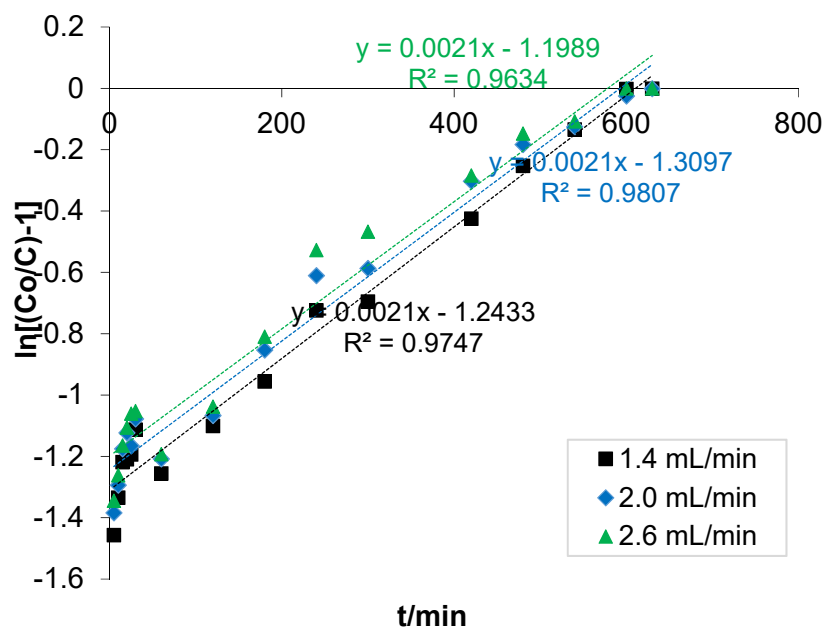 0.2
y = 0.0021x - 1.1989
R² = 0.9634
0
0
200
400
600
800
-0.2
y = 0.0021x - 1.3097
R² = 0.9807
-0.4
-0.6
y = 0.0021x - 1.2433
R² = 0.9747
-0.8
-1
-1.2
-1.4
-1.6
ln[(Co/C)-1]
1.4 mL/min
2.0 mL/min
2.6 mL/min
t/min